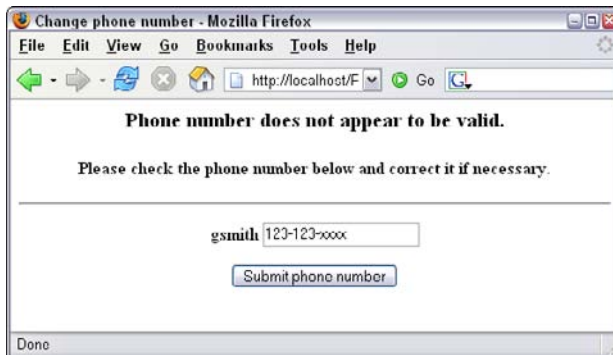 Change phone number - Mozilla Firefox
File Edit View Go Bookmarks Tools Help
http://localhost/F Go G
Phone number does not appear to be valid.
Please check the phone number below and correct it if necessary.
gsmith 123-123-xxxx
Submit phone number
Done